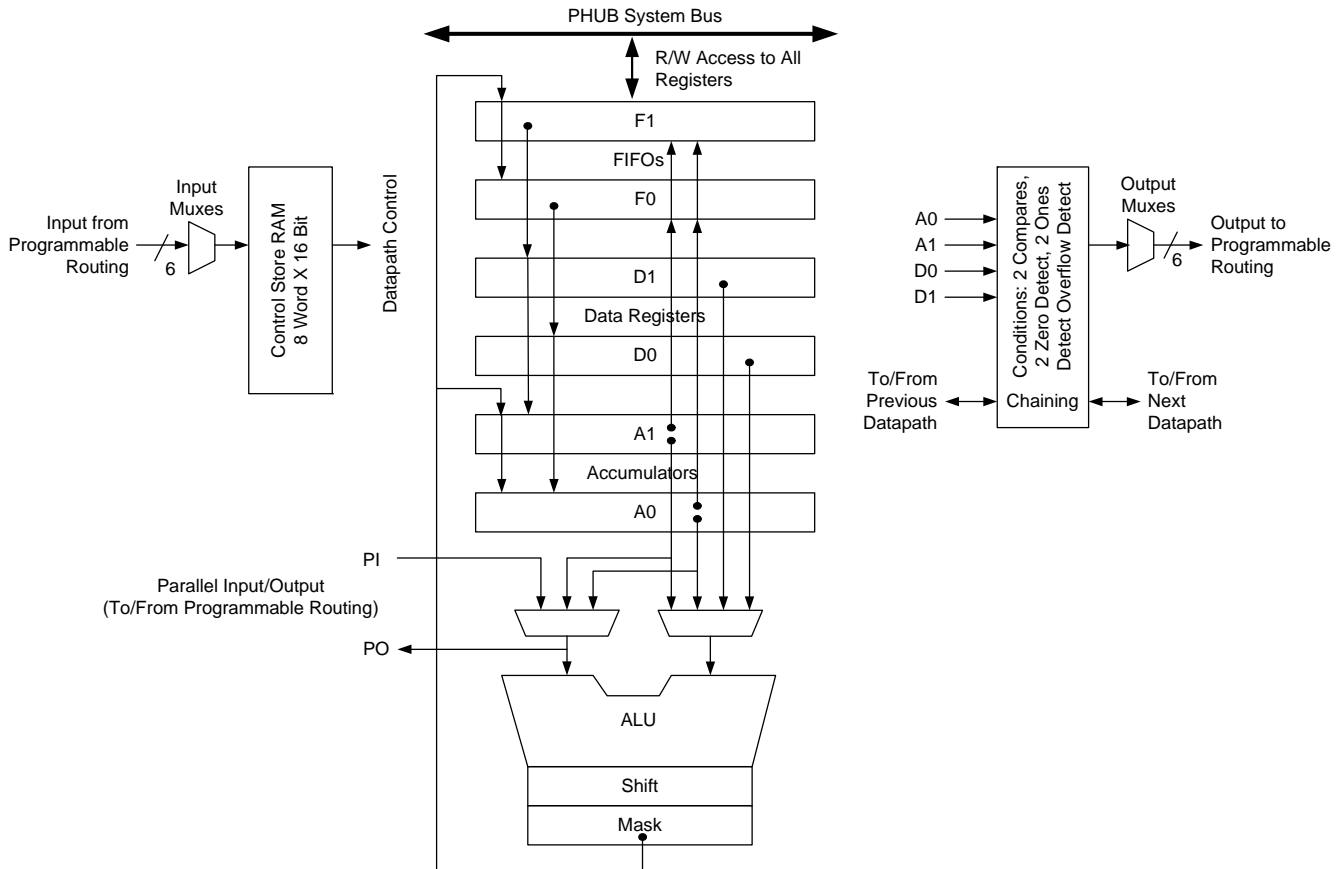 PHUB System Bus
R/W Access to All
Registers
F1
FIFOs
F0
D1
Data Registers
D0
A1
Accumulators
A0
Input from
Programmable
Routing
6
Input
Muxes
Control Store RAM
8 Word X 16 Bit
Datapath Control
A0
A1
D0
D1
Conditions: 2 Compares,
2 Zero Detect, 2 Ones
Detect Overflow Detect
Output
Muxes
6
Output to
Programmable
Routing
To/From
Previous
Datapath
Chaining
To/From
Next
Datapath
PI
Parallel Input/Output
(To/From Programmable Routing)
PO
ALU
Shift
Mask